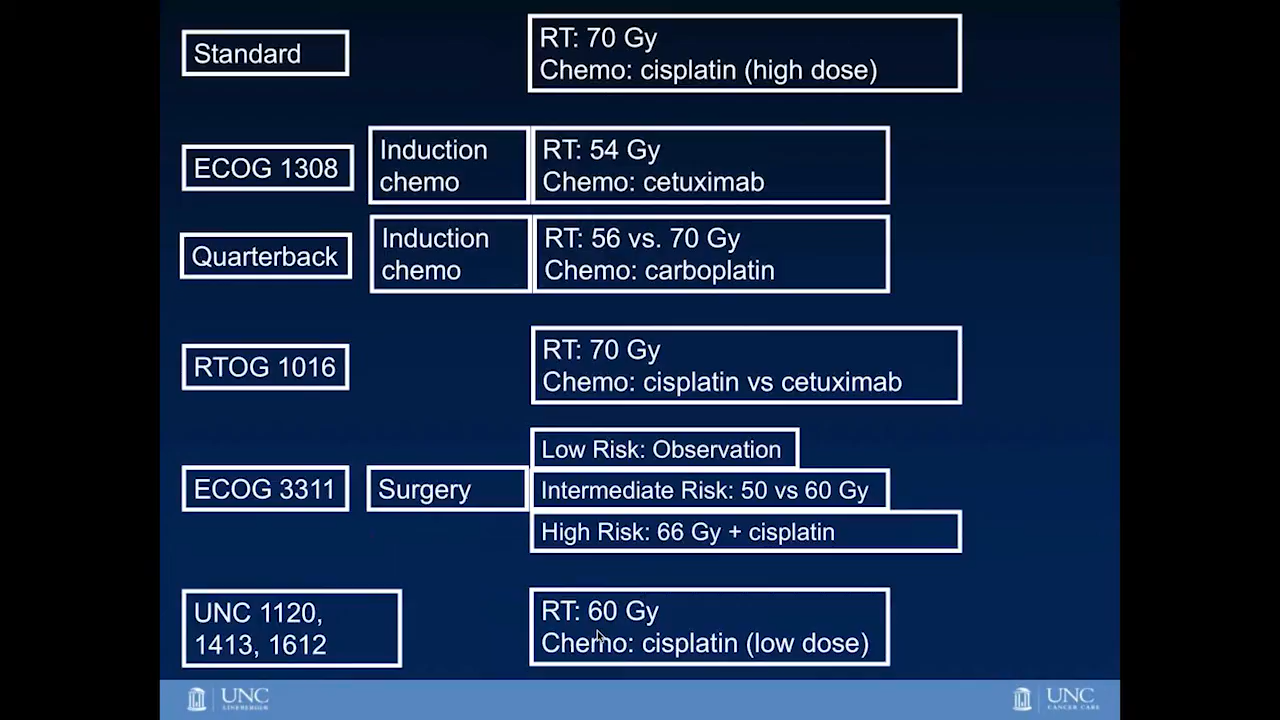 Standard
RT: 70 Gy
Chemo: cisplatin (high dose)
ECOG 1308
Induction
chemo
RT: 54 Gy
Chemo: cetuximab
Quarterback
Induction
chemo
RT: 56 vs. 70 Gy
Chemo: carboplatin
RTOG 1016
RT: 70 Gy
Chemo: cisplatin vs cetuximab
ECOG 3311
Surgery
Low Risk: Observation
Intermediate Risk: 50 vs 60 Gy
High Risk: 66 Gy + cisplatin
UNC 1120,
1413, 1612
RT: 60 Gy
Chemo: cisplatin (low dose)
UNC
LINEBERGER
UNC
CANCER CARE